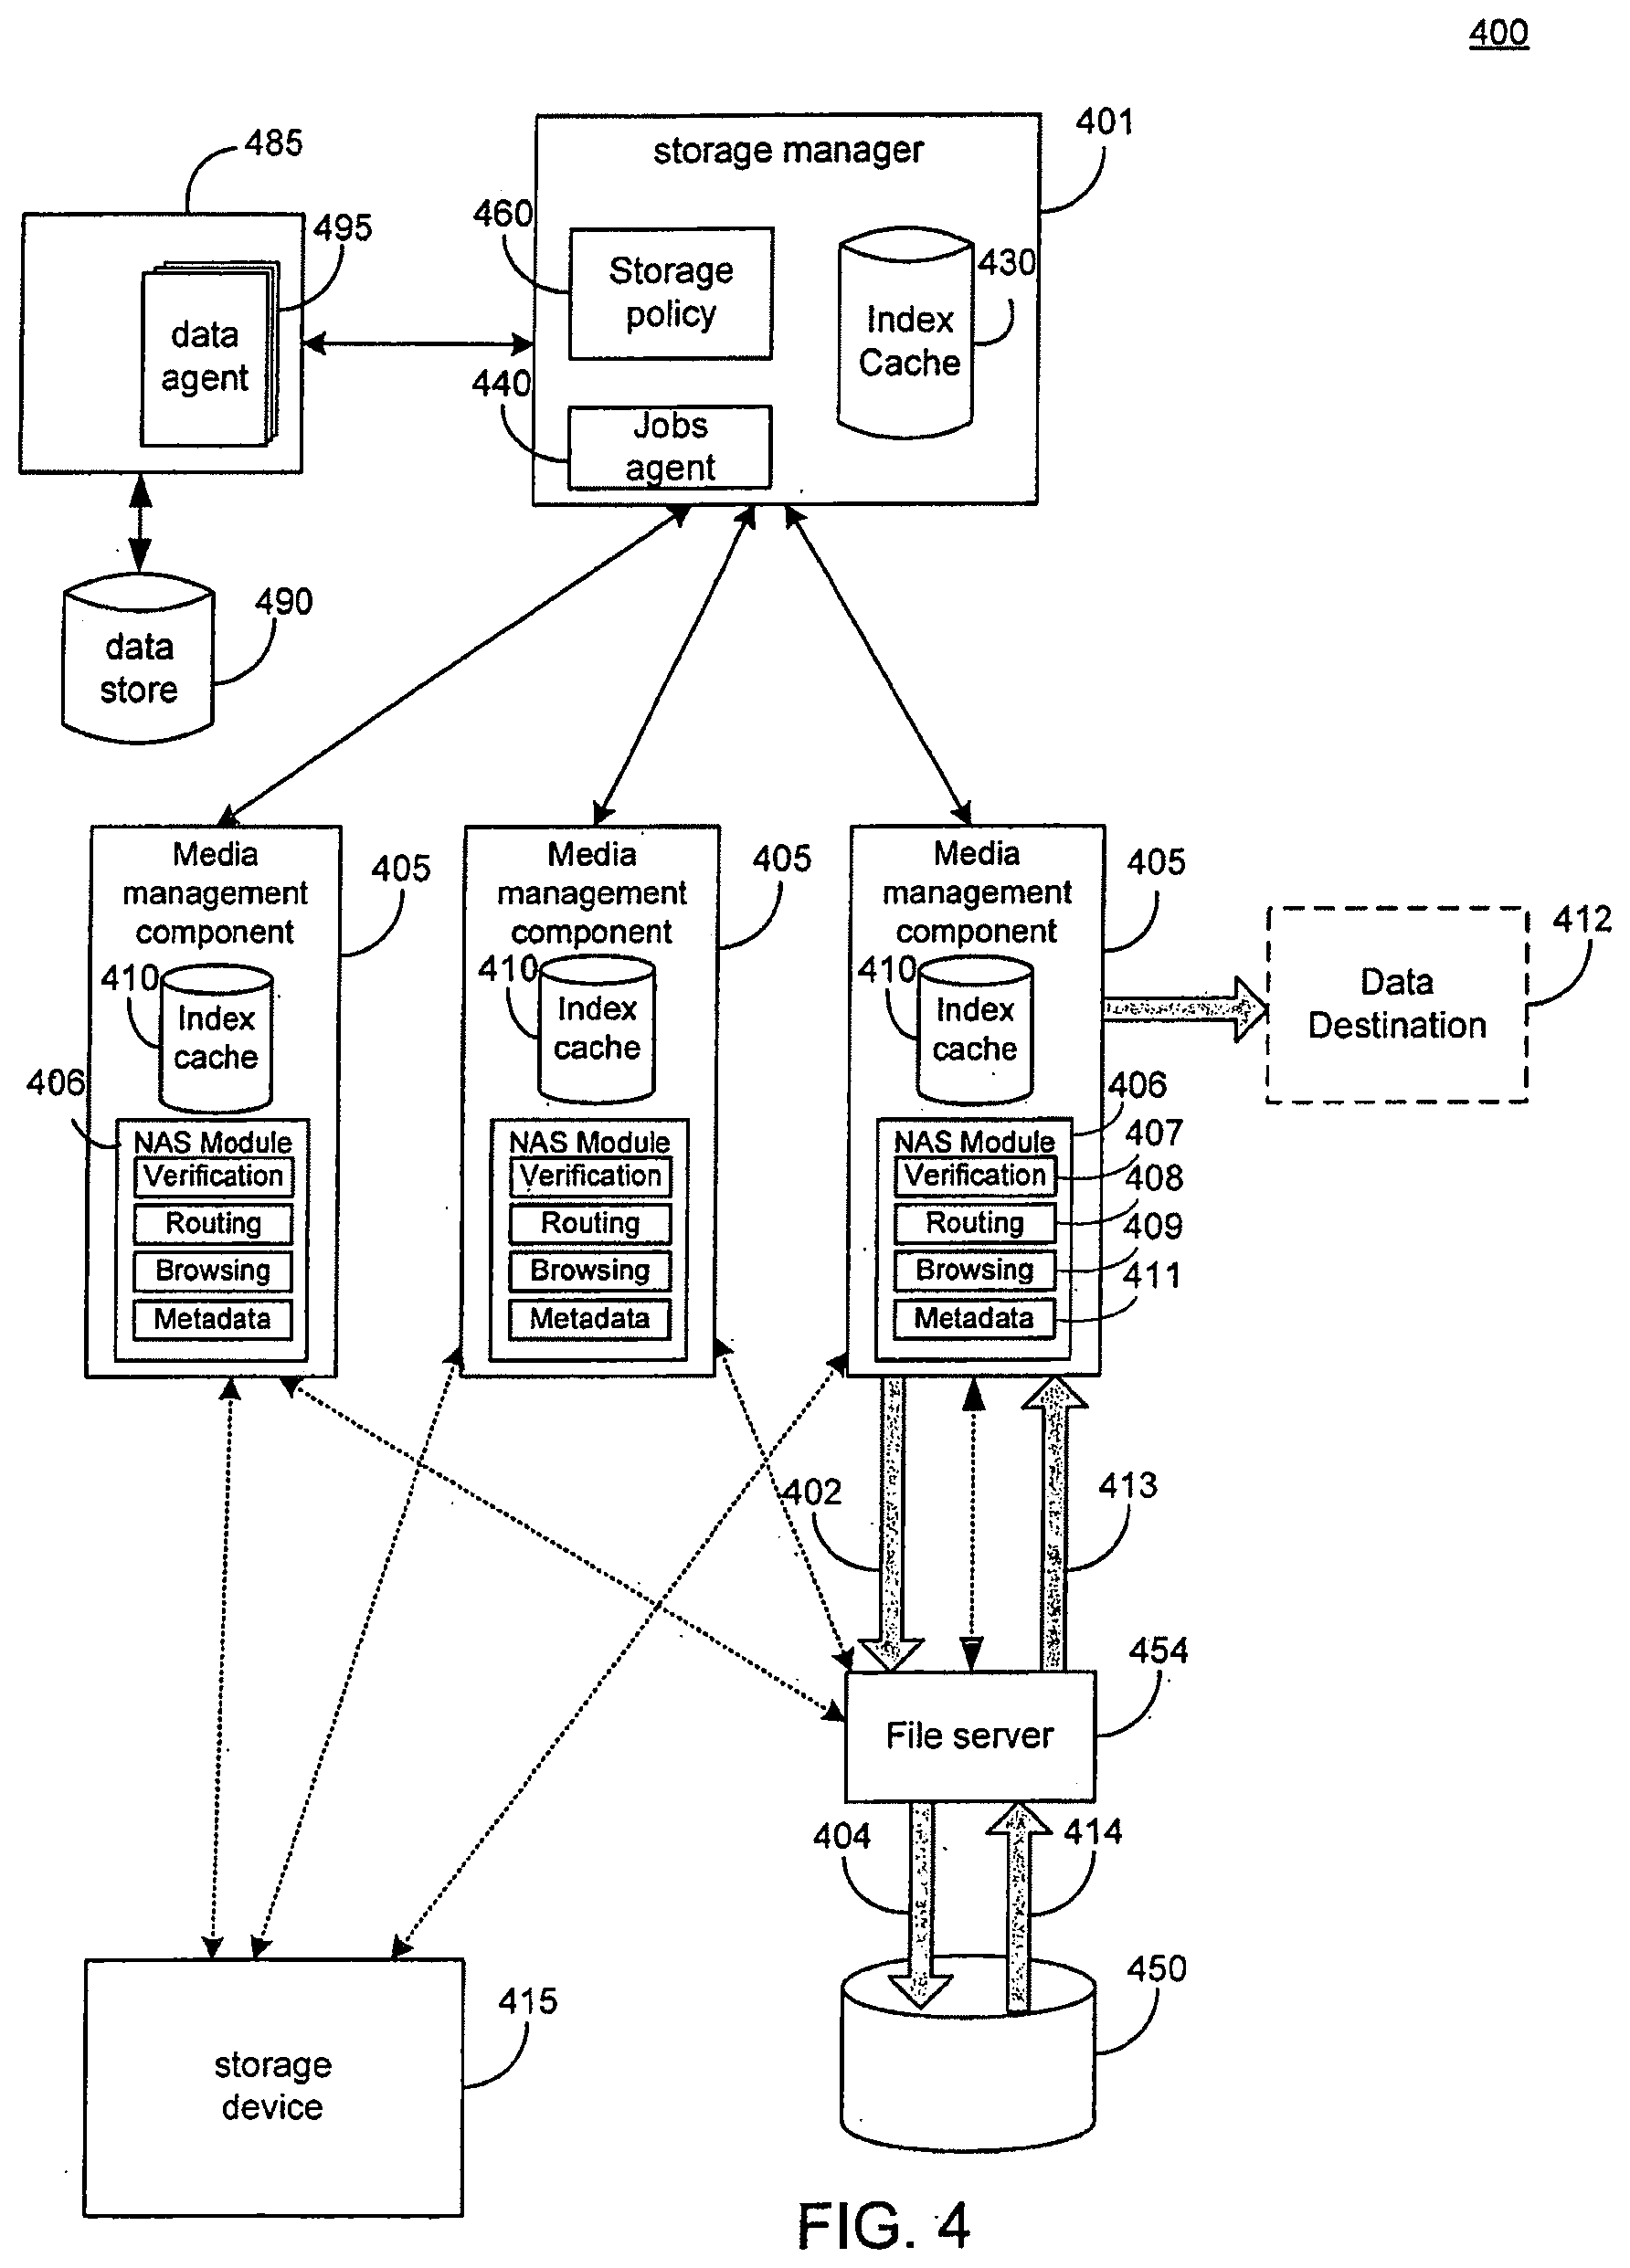 400
401
storage manager
485
495
460
Storage
policy
430
Index
Cache
data
agent
440
Jobs
agent
490
data
store
Media
management
component
405
410
Index
cache
406
NAS Module
Verification
Routing
Browsing
Metadata
Media
management
component
405
410
Index
cache
NAS Module
Verification
Routing
Browsing
Metadata
Media
management
component
405
410
Index
cache
406
NAS Module
407
Verification
408
Routing
409
Browsing
411
Metadata
412
Data
Destination
402
413
454
File server
404
414
450
415
storage
device
FIG. 4